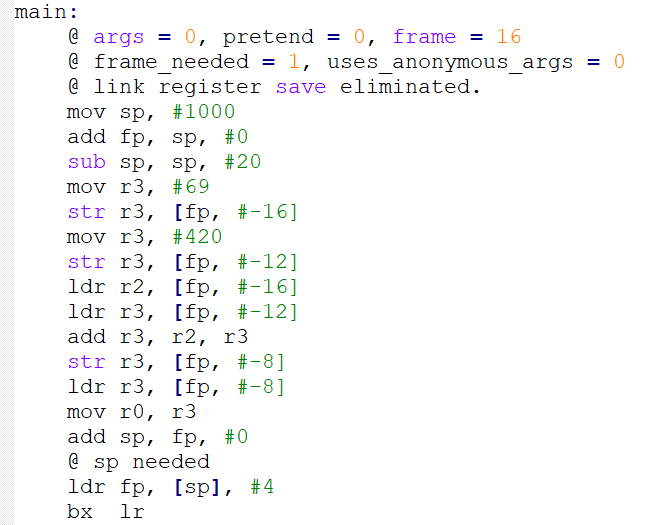 main:
@ args = 0, pretend = 0, frame = 16
@ frame_needed = 1, uses_anonymous_args = 0
@ link register save eliminated.
mov sp, #1000
add fp, sp, #0
sub sp, sp, #20
mov r3, #69
str r3, [fp, #-16]
mov r3, #420
str r3, [fp, #-12]
ldr r2, [fp, #-16]
ldr r3, [fp, #-12]
add r3, r2, r3
str r3, [fp, #-8]
ldr r3, [fp, #-8]
mov r0, r3
add sp, fp, #0
@ sp needed
ldr fp, [sp], #4
bx  lr